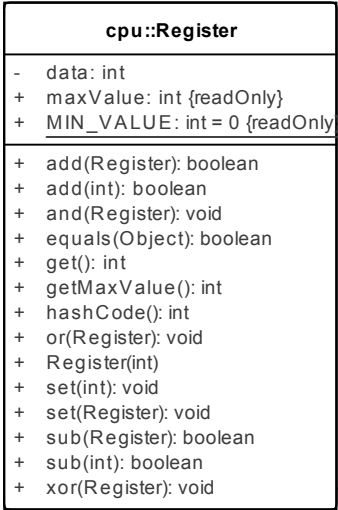 cpu::Register
- data: int
+ maxValue: int {readOnly}
+ MIN_VALUE: int = 0 {readOnly
+ add(Register): boolean
+ add(int): boolean
+ and(Register): void
+ equals(Object): boolean
+ get(): int
+ getMaxValue(): int
+ hashCode(): int
+ or(Register): void
+ Register(int)
+ set(int): void
+ set(Register): void
+ sub(Register): boolean
+ sub(int): boolean
+ xor(Register): void